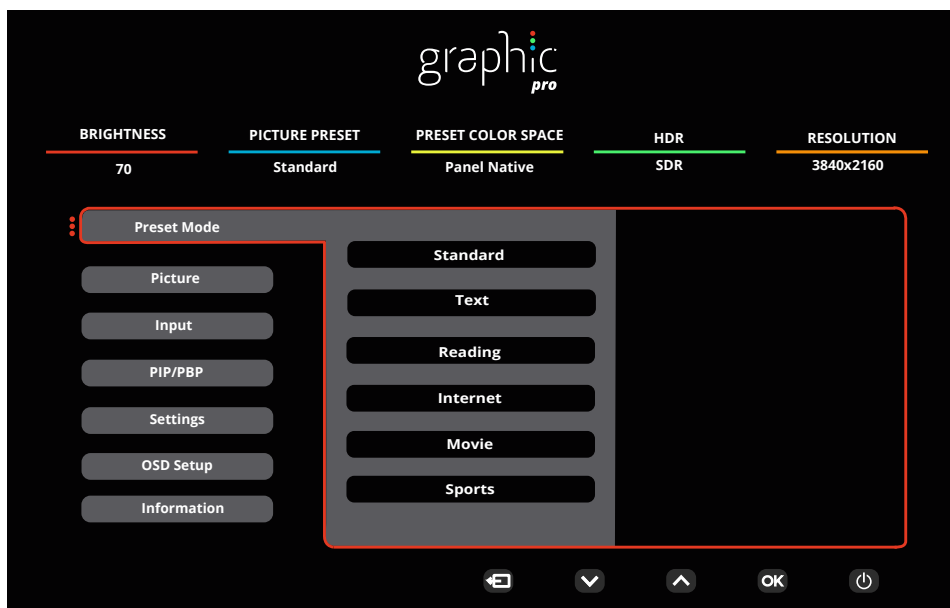 graphic
pro
BRIGHTNESS PICTURE PRESET PRESET COLOR SPACE HDR RESOLUTION
70 Standard Panel Native SDR 3840x2160
Preset Mode
Picture
Input
PIP/PBP
Settings
OSD Setup
Information
Standard
Text
Reading
Internet
Movie
Sports
OK